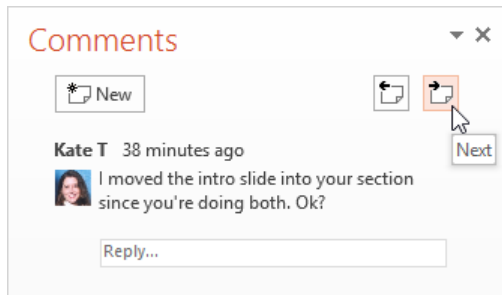 Comments
New
Next
Kate T 38 minutes ago
I moved the intro slide into your section
since you're doing both. Ok?
Reply...